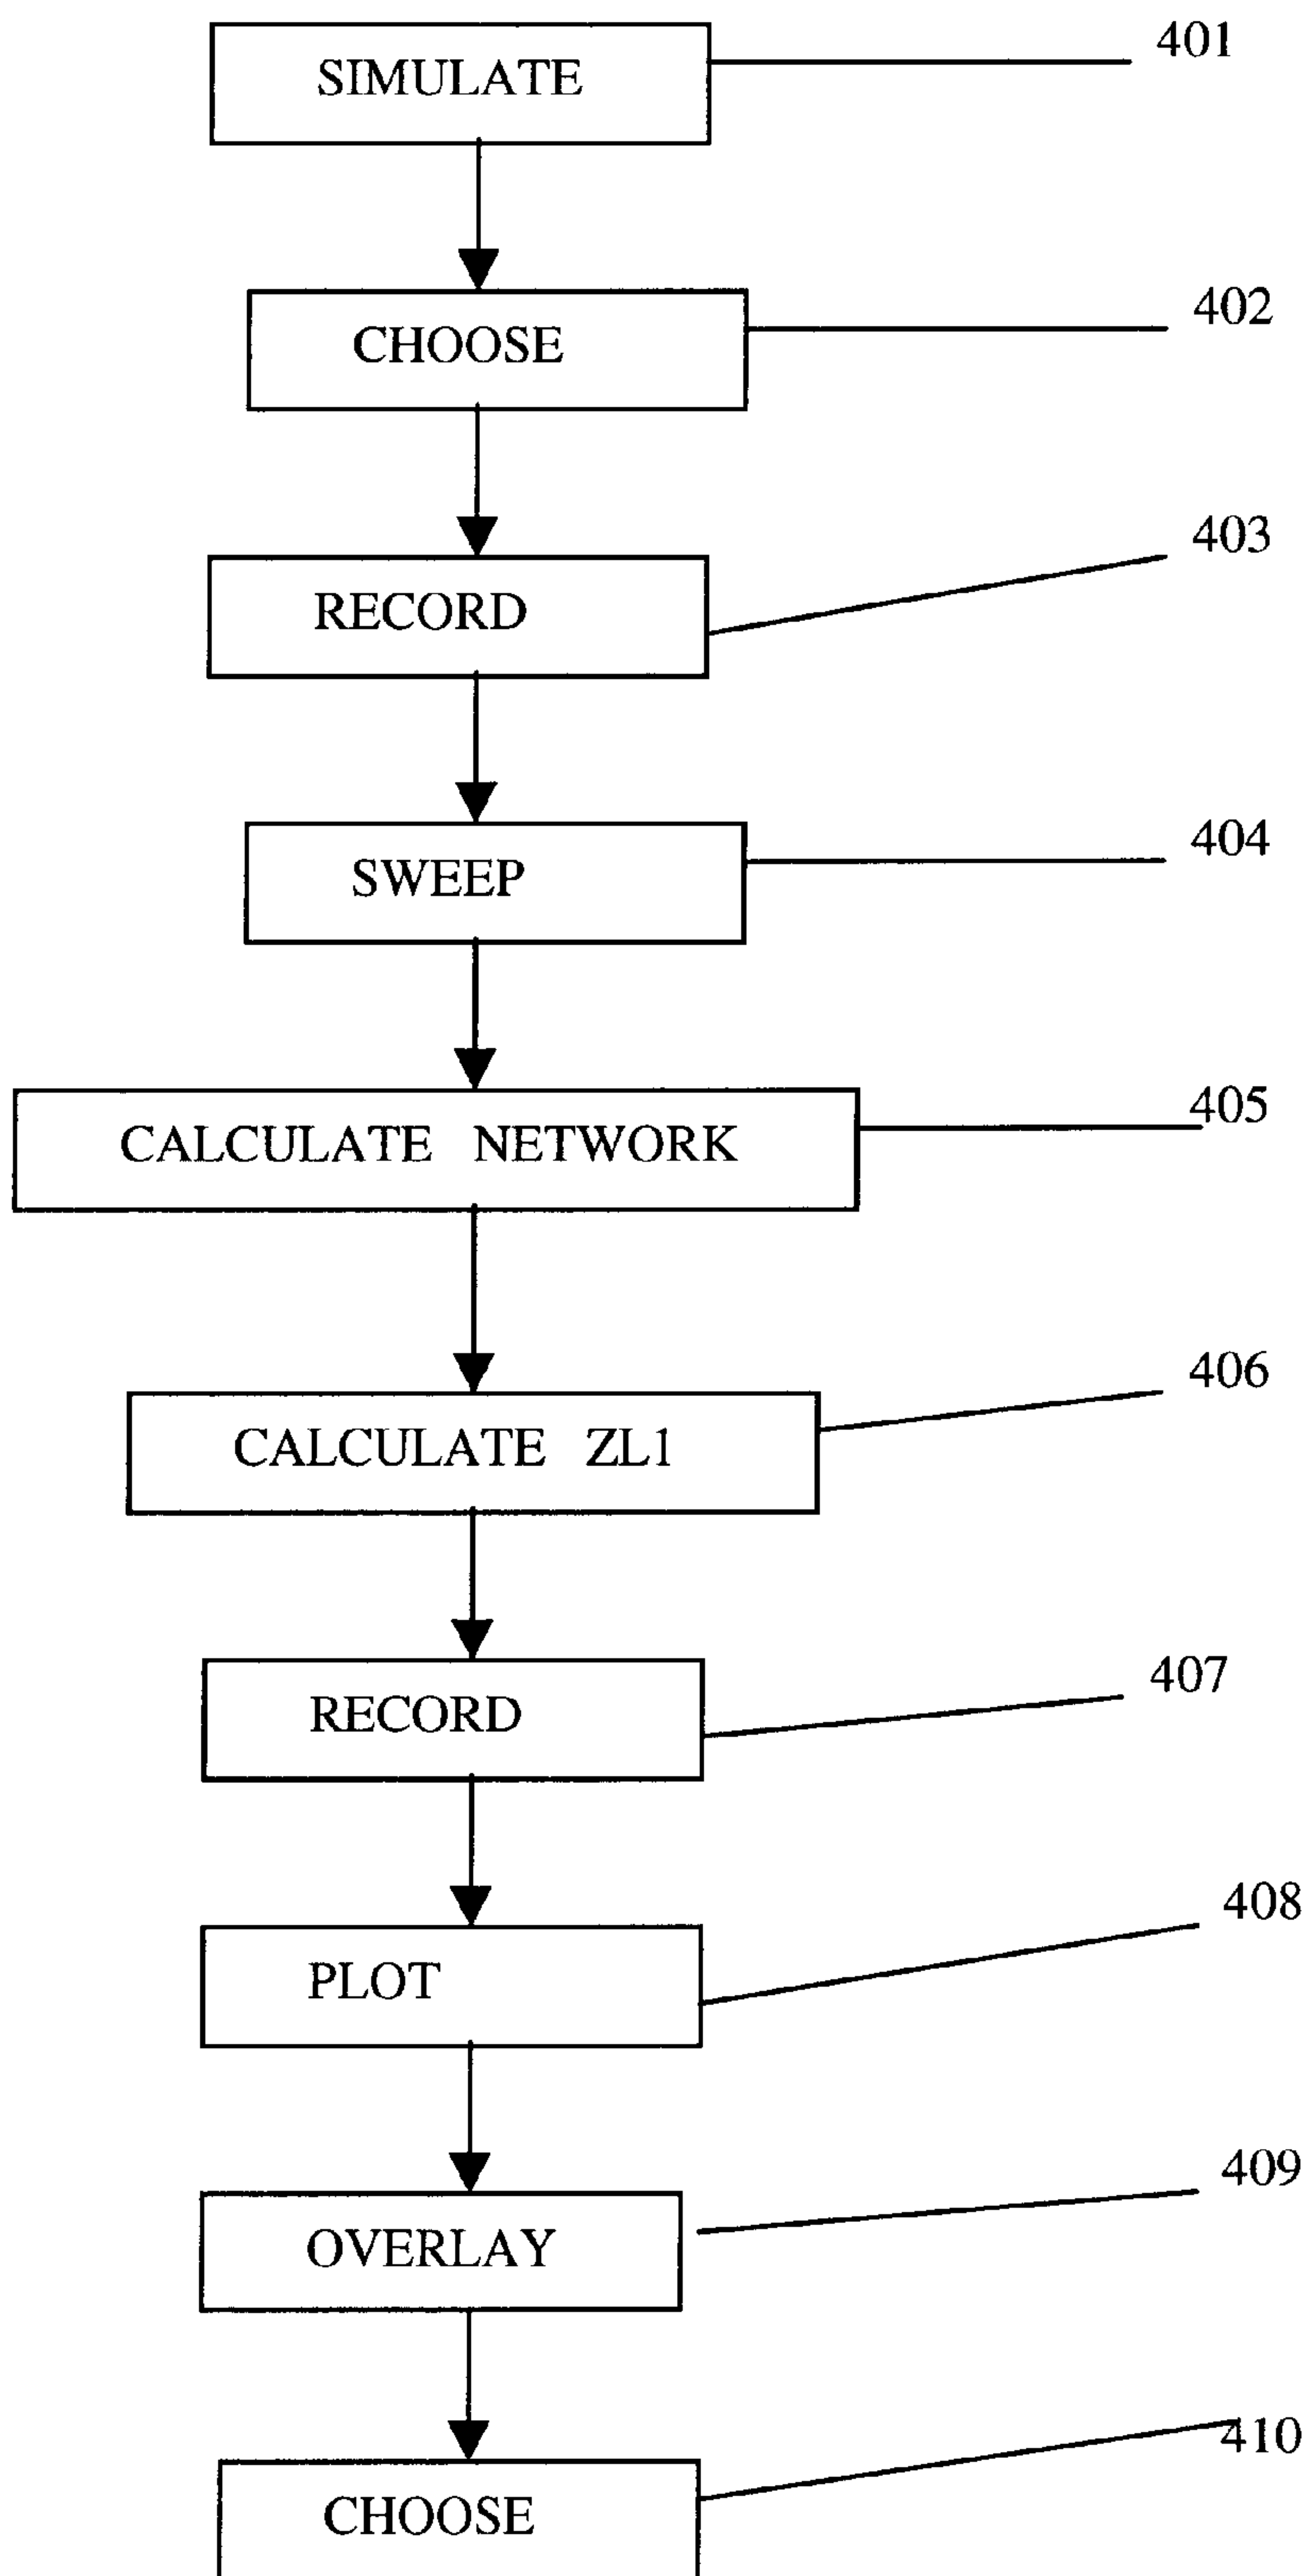 SIMULATE 401
CHOOSE 402
RECORD 403
SWEEP 404
CALCULATE NETWORK 405
CALCULATE ZL1 406
RECORD 407
PLOT 408
OVERLAY 409
CHOOSE 410